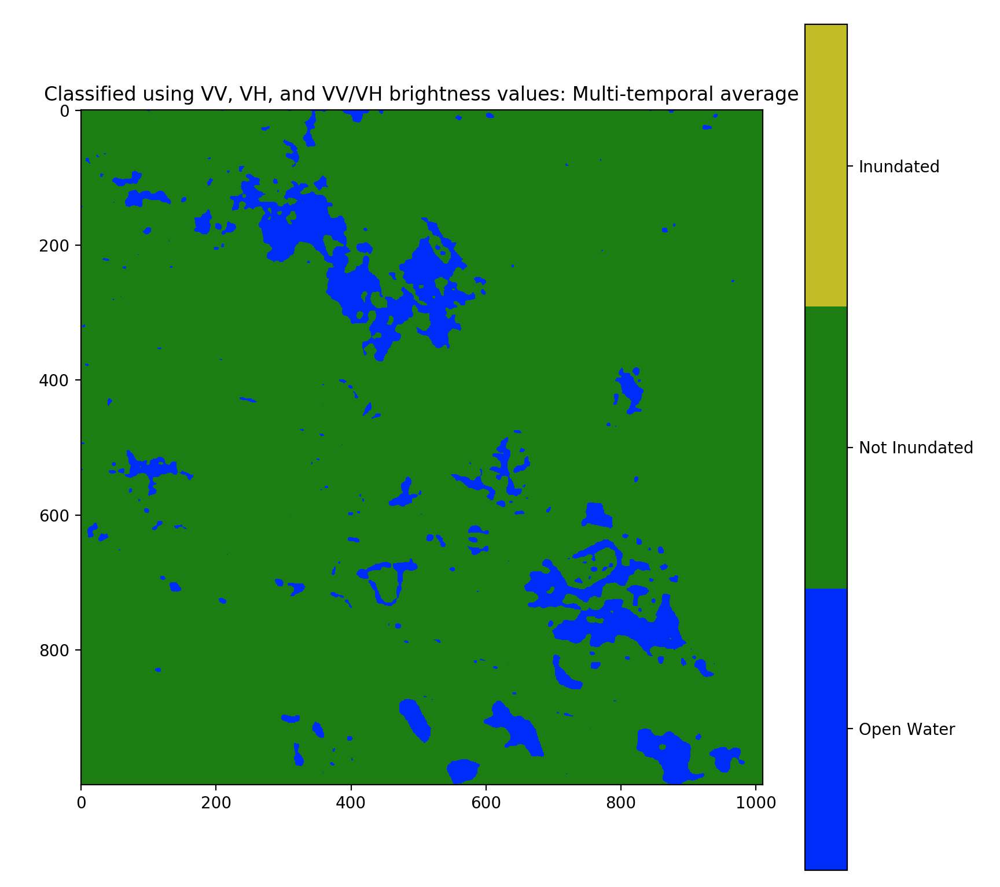 Classified using VV, VH, and VV/VH brightness values: Multi-temporal average
0
200
400
600
800
0 200 400 600 800 1000
Inundated
Not Inundated
Open Water